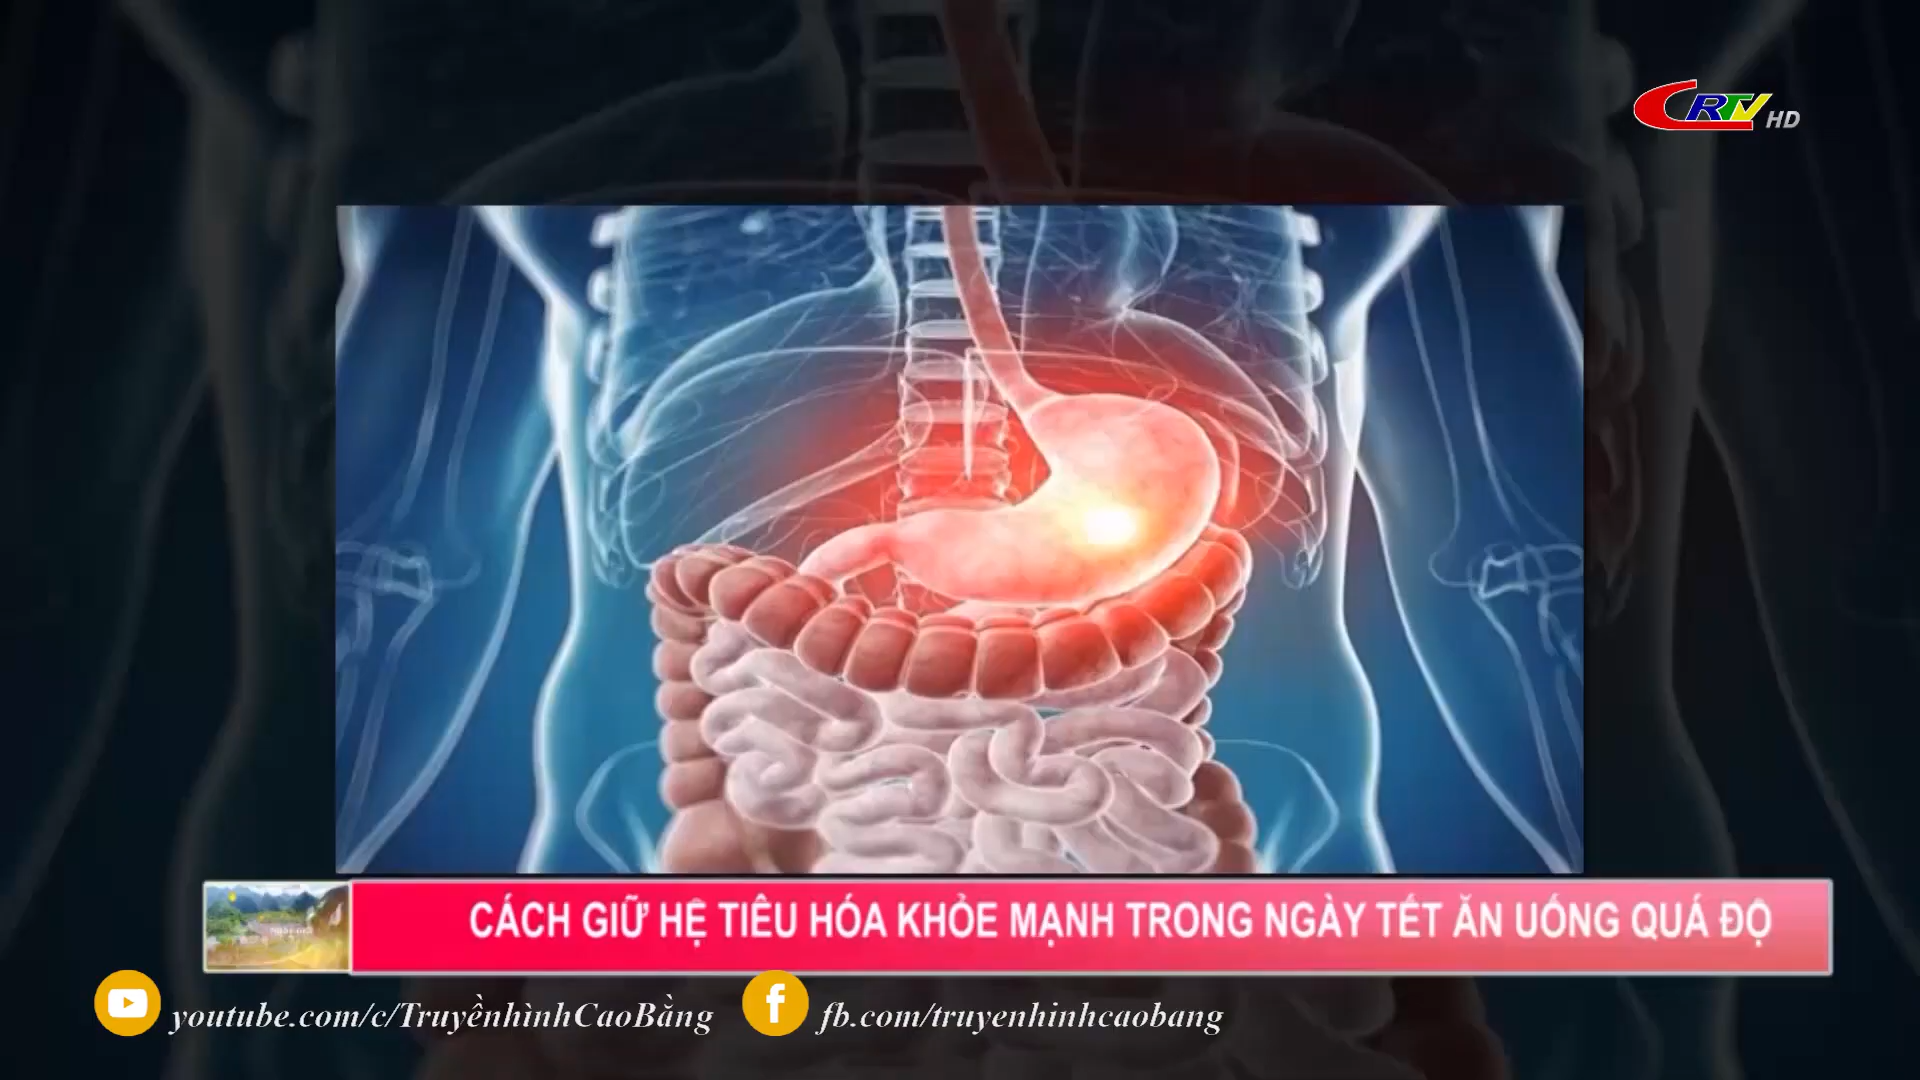 CRTV HD
CÁCH GIỮ HỆ TIÊU HÓA KHỎE MẠNH TRONG NGÀY TẾT ĂN UỐNG QUÁ ĐỘ
youtube.com/c/TruyềnhìnhCaoBằng
fb.com/truyenhinhcaobang